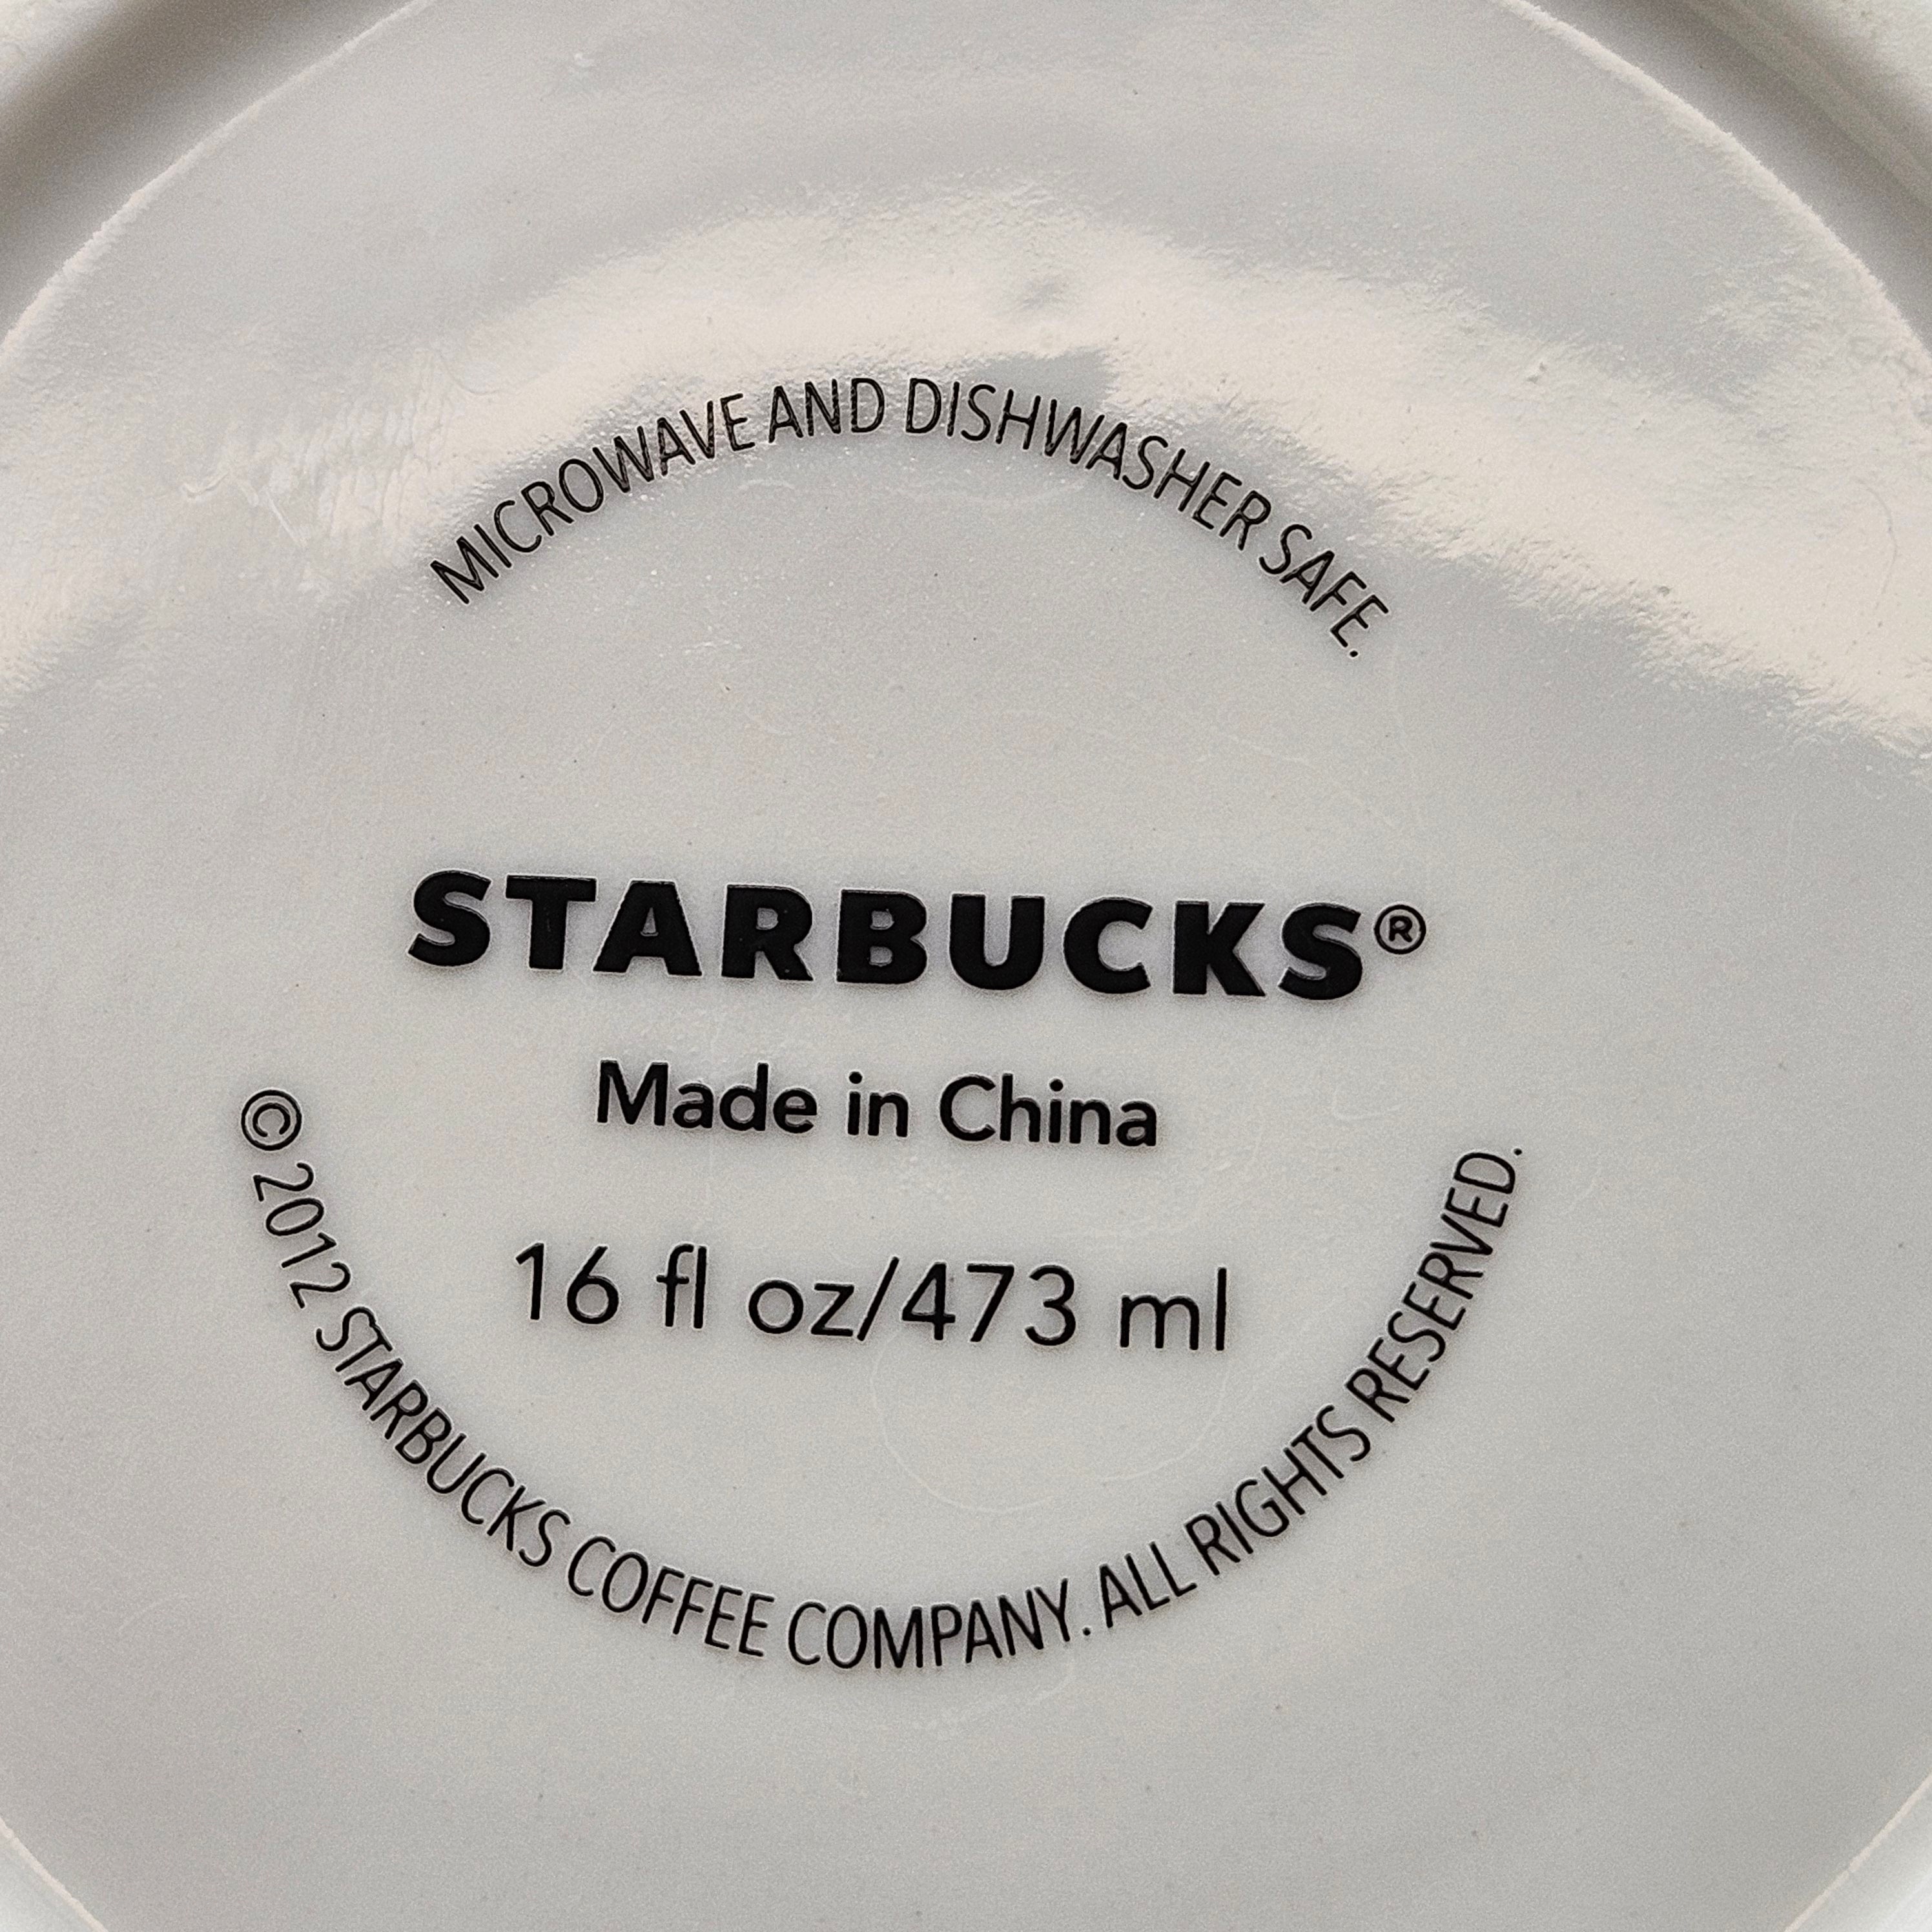 MICROWAVE AND DISHWASHER SAFE.
STARBUCKS®
Made in China
16 fl oz/473 ml
© 2012 STARBUCKS COFFEE COMPANY. ALL RIGHTS RESERVED.